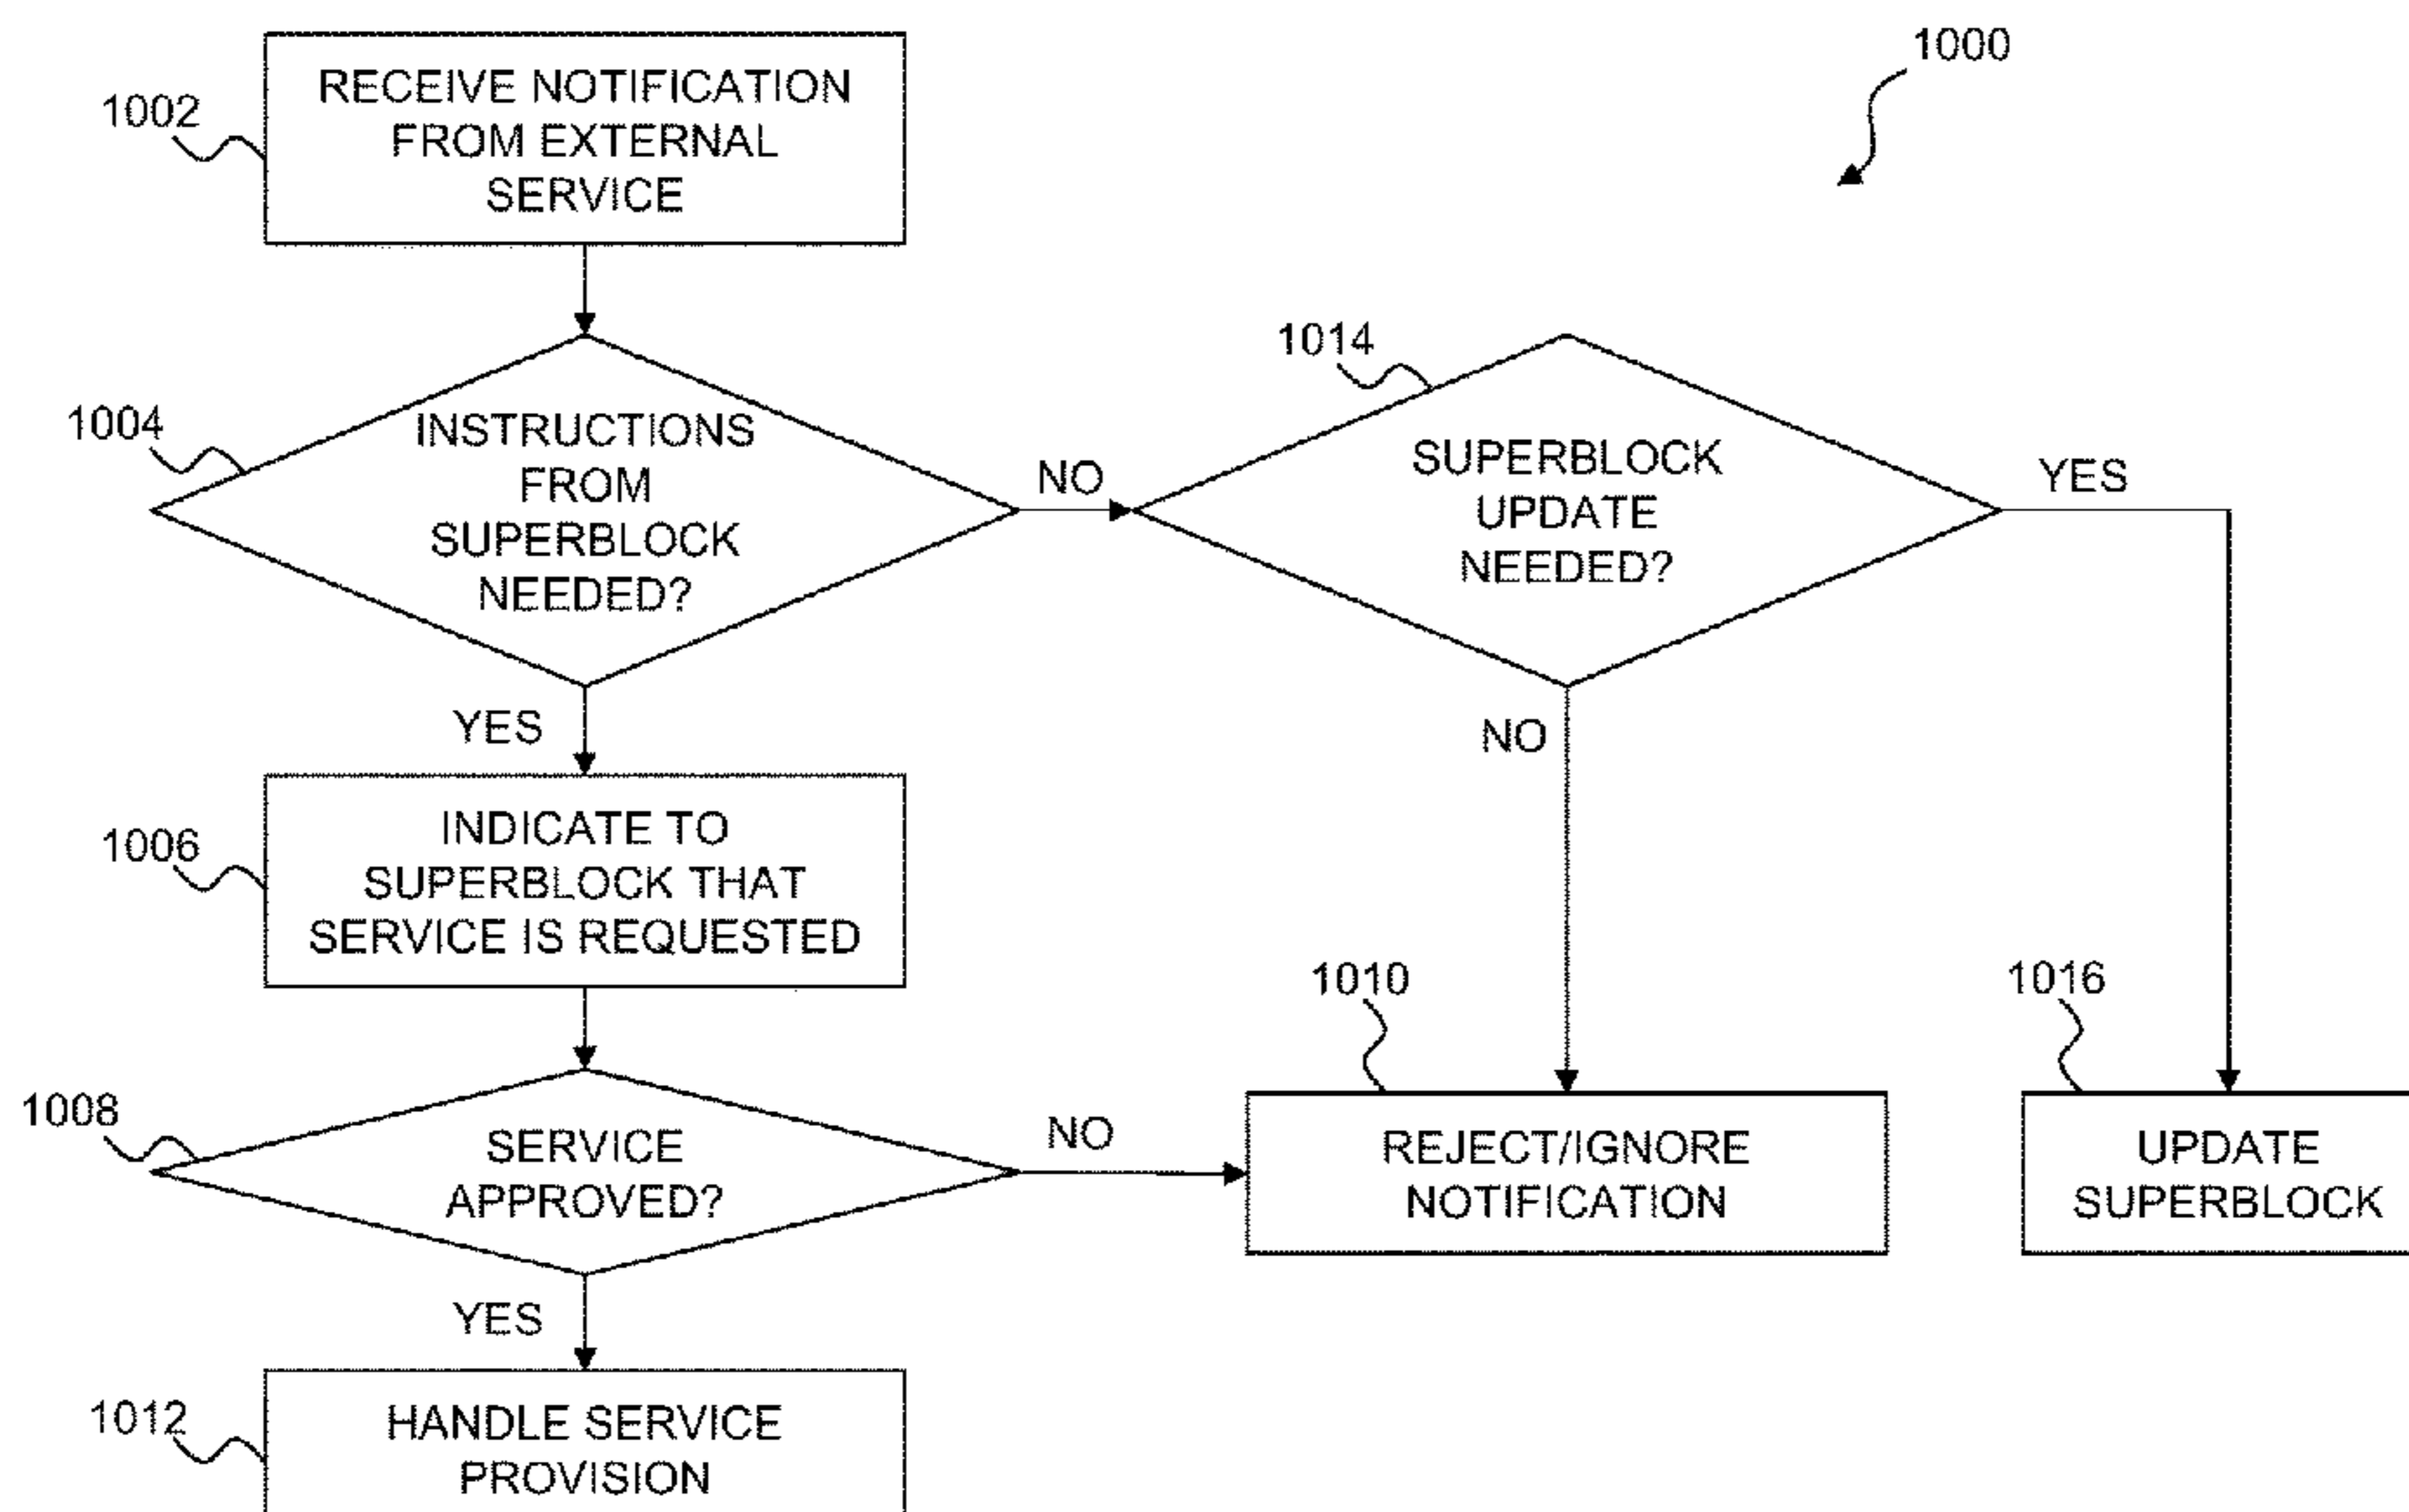 1000
1002
RECEIVE NOTIFICATION
FROM EXTERNAL
SERVICE
1004
INSTRUCTIONS
FROM
SUPERBLOCK
NEEDED?
NO
1014
SUPERBLOCK
UPDATE
NEEDED?
YES
YES
NO
1006
INDICATE TO
SUPERBLOCK THAT
SERVICE IS REQUESTED
1008
SERVICE
APPROVED?
NO
1010
REJECT/IGNORE
NOTIFICATION
1016
UPDATE
SUPERBLOCK
YES
1012
HANDLE SERVICE
PROVISION